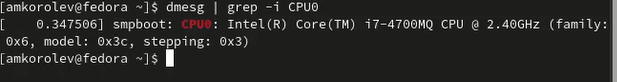 [amkorolev@fedora ~]$ dmesg | grep -i CPU0
[    0.347506] smpboot: CPU0: Intel(R) Core(TM) i7-4700MQ CPU @ 2.40GHz (family:
0x6, model: 0x3c, stepping: 0x3)
[amkorolev@fedora ~]$